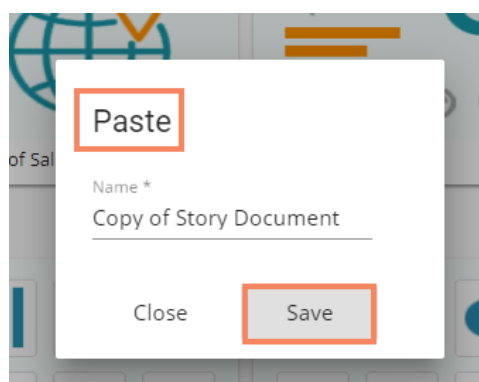 Paste
of Sal
Name *
Copy of Story Document
Close
Save